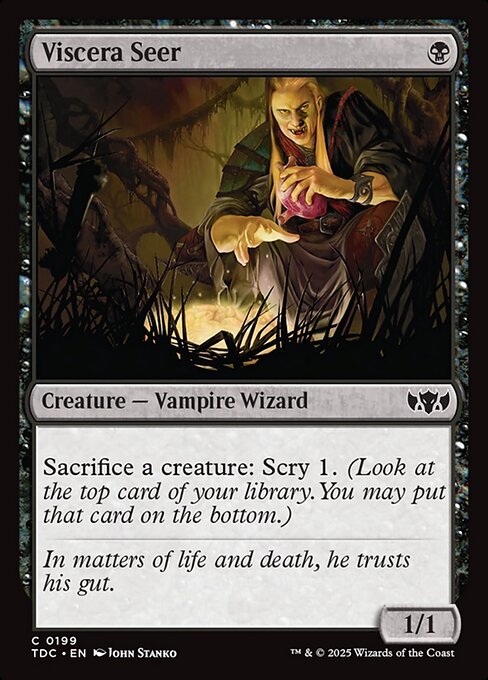 Viscera Seer
Creature — Vampire Wizard
Sacrifice a creature: Scry 1. (Look at
the top card of your library. You may put
that card on the bottom.)
In matters of life and death, he trusts
his gut.
1/1
C 0199
TDC • EN John Stanko
™ & © 2025 Wizards of the Coast